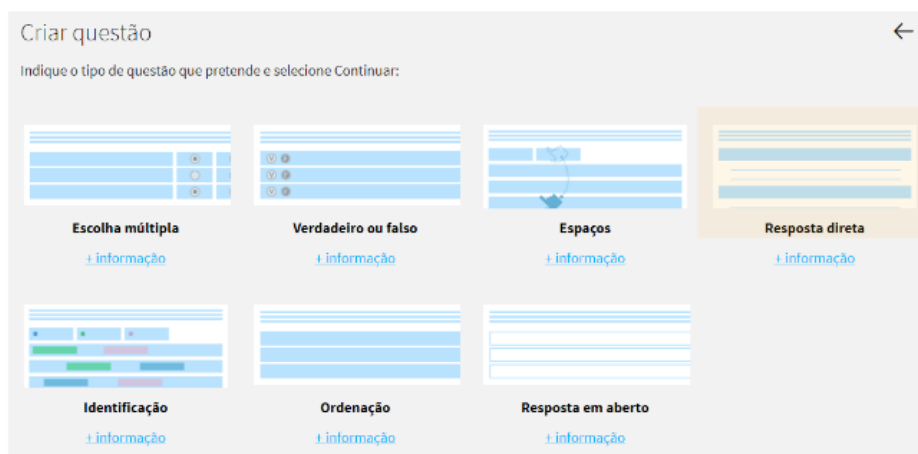 Criar questão
Indique o tipo de questão que pretende e selecione Continuar:
Escolha múltipla
Verdadeiro ou falso
Espaços
Resposta direta
+ informação
+ informação
+ informação
+ informação
Identificação
Ordenação
Resposta em aberto
+ informação
+ informação
+ informação